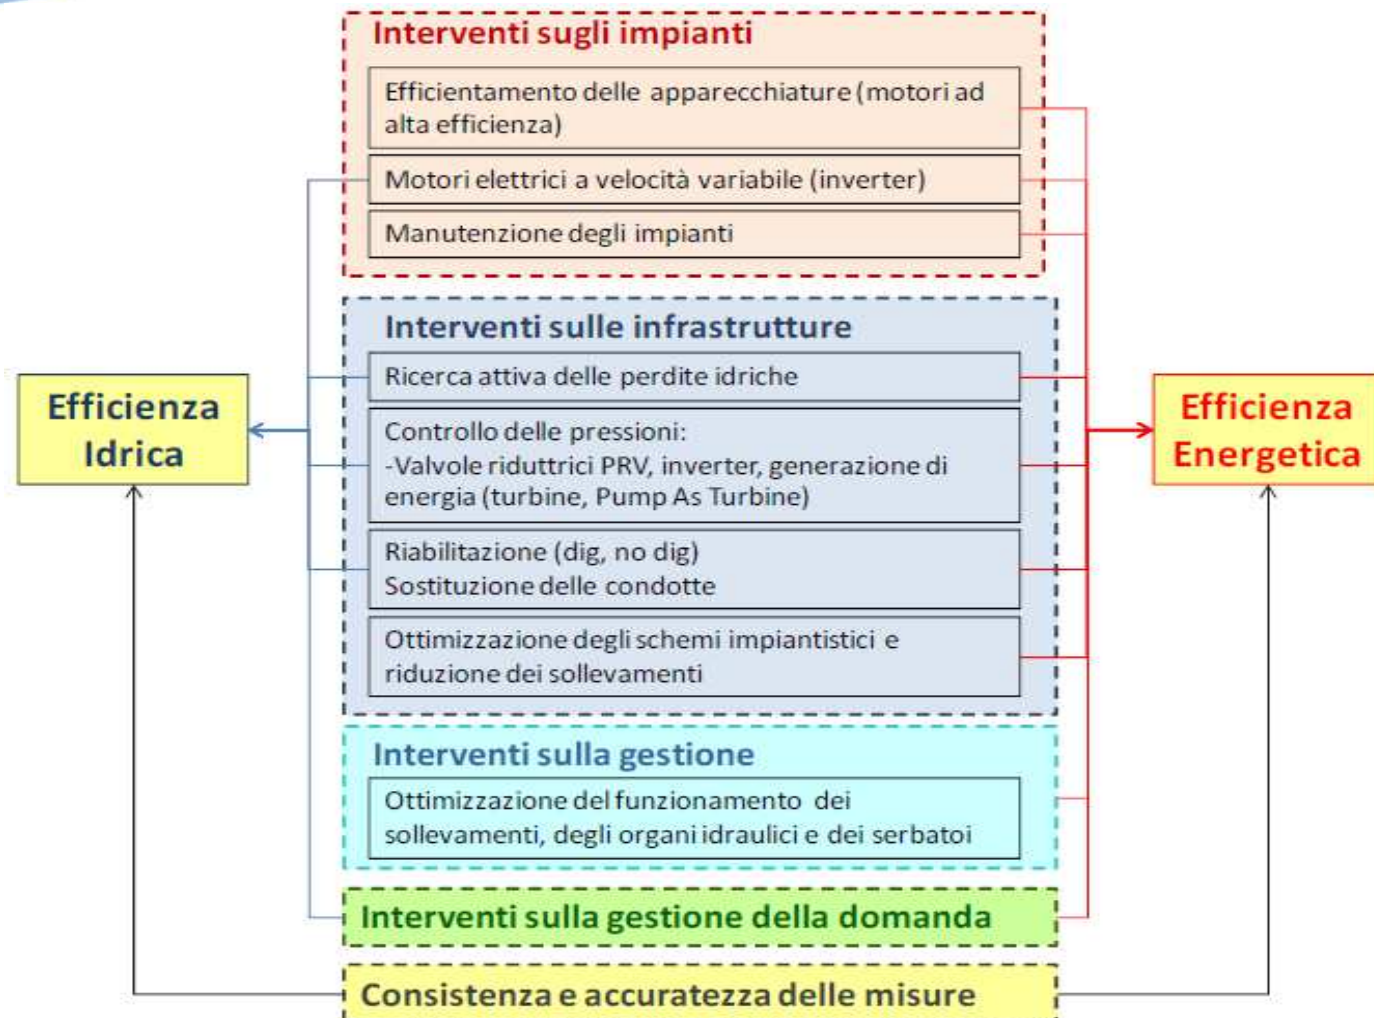 Interventi sugli impianti
Efficientamento delle apparecchiature (motori ad
alta efficienza)
Motori elettrici a velocità variabile (inverter)
Manutenzione degli impianti
Interventi sulle infrastrutture
Ricerca attiva delle perdite idriche
Controllo delle pressioni:
-Valvole riduttrici PRV, inverter, generazione di
energia (turbine, Pump As Turbine)
Riabilitazione (dig, no dig)
Sostituzione delle condotte
Ottimizzazione degli schemi impiantistici e
riduzione dei sollevamenti
Interventi sulla gestione
Ottimizzazione del funzionamento dei
sollevamenti, degli organi idraulici e dei serbatoi
Interventi sulla gestione della domanda
Consistenza e accuratezza delle misure
Efficienza
Idrica
Efficienza
Energetica